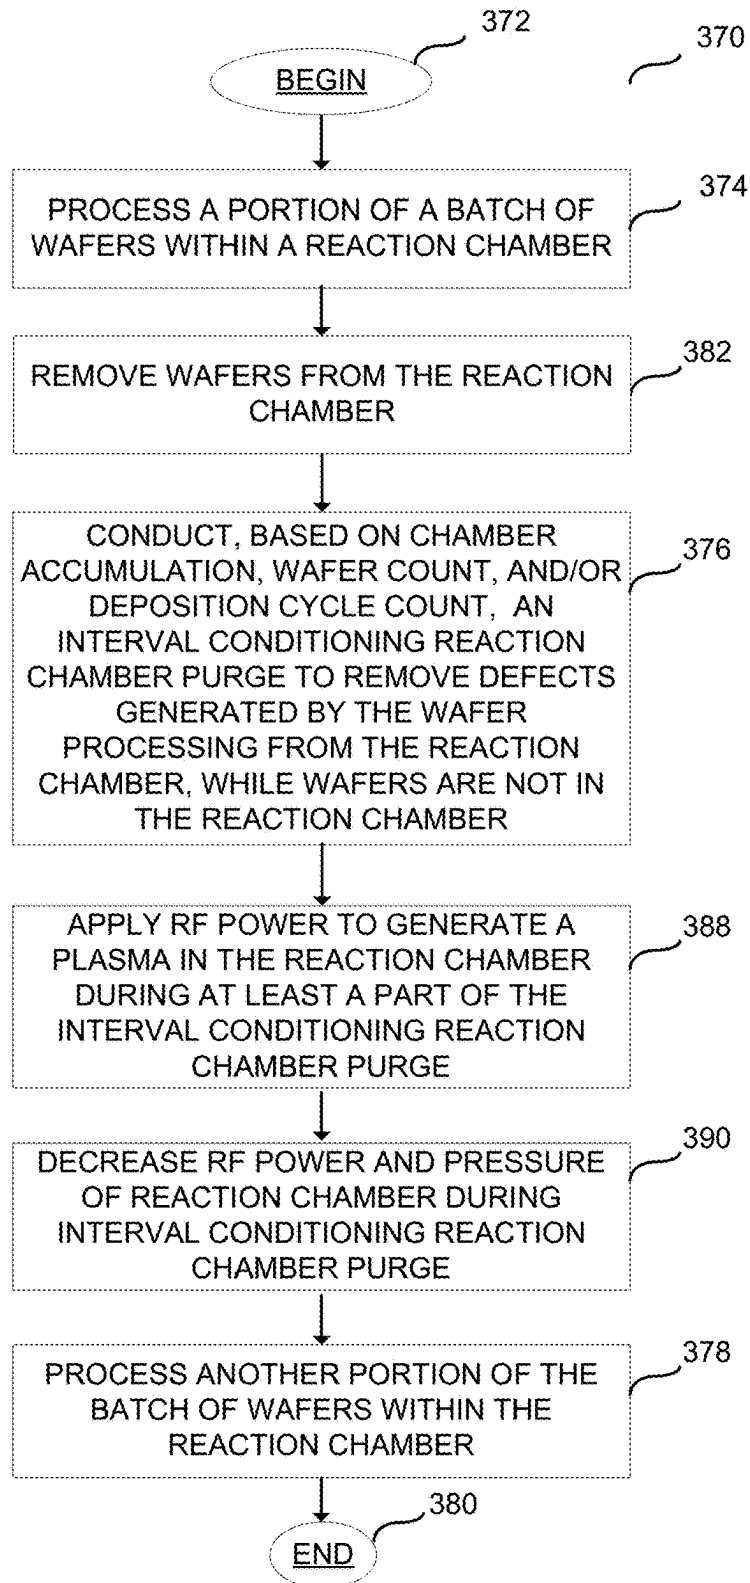 372
370
BEGIN
374
PROCESS A PORTION OF A BATCH OF
WAFERS WITHIN A REACTION CHAMBER
382
REMOVE WAFERS FROM THE REACTION
CHAMBER
376
CONDUCT, BASED ON CHAMBER
ACCUMULATION, WAFER COUNT, AND/OR
DEPOSITION CYCLE COUNT, AN
INTERVAL CONDITIONING REACTION
CHAMBER PURGE TO REMOVE DEFECTS
GENERATED BY THE WAFER
PROCESSING FROM THE REACTION
CHAMBER, WHILE WAFERS ARE NOT IN
THE REACTION CHAMBER
388
APPLY RF POWER TO GENERATE A
PLASMA IN THE REACTION CHAMBER
DURING AT LEAST A PART OF THE
INTERVAL CONDITIONING REACTION
CHAMBER PURGE
390
DECREASE RF POWER AND PRESSURE
OF REACTION CHAMBER DURING
INTERVAL CONDITIONING REACTION
CHAMBER PURGE
378
PROCESS ANOTHER PORTION OF THE
BATCH OF WAFERS WITHIN THE
REACTION CHAMBER
380
END